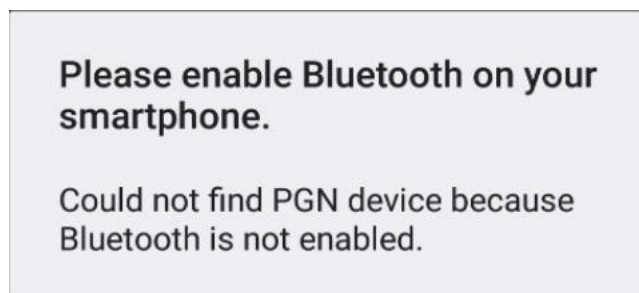 Please enable Bluetooth on your
smartphone.
Could not find PGN device because
Bluetooth is not enabled.